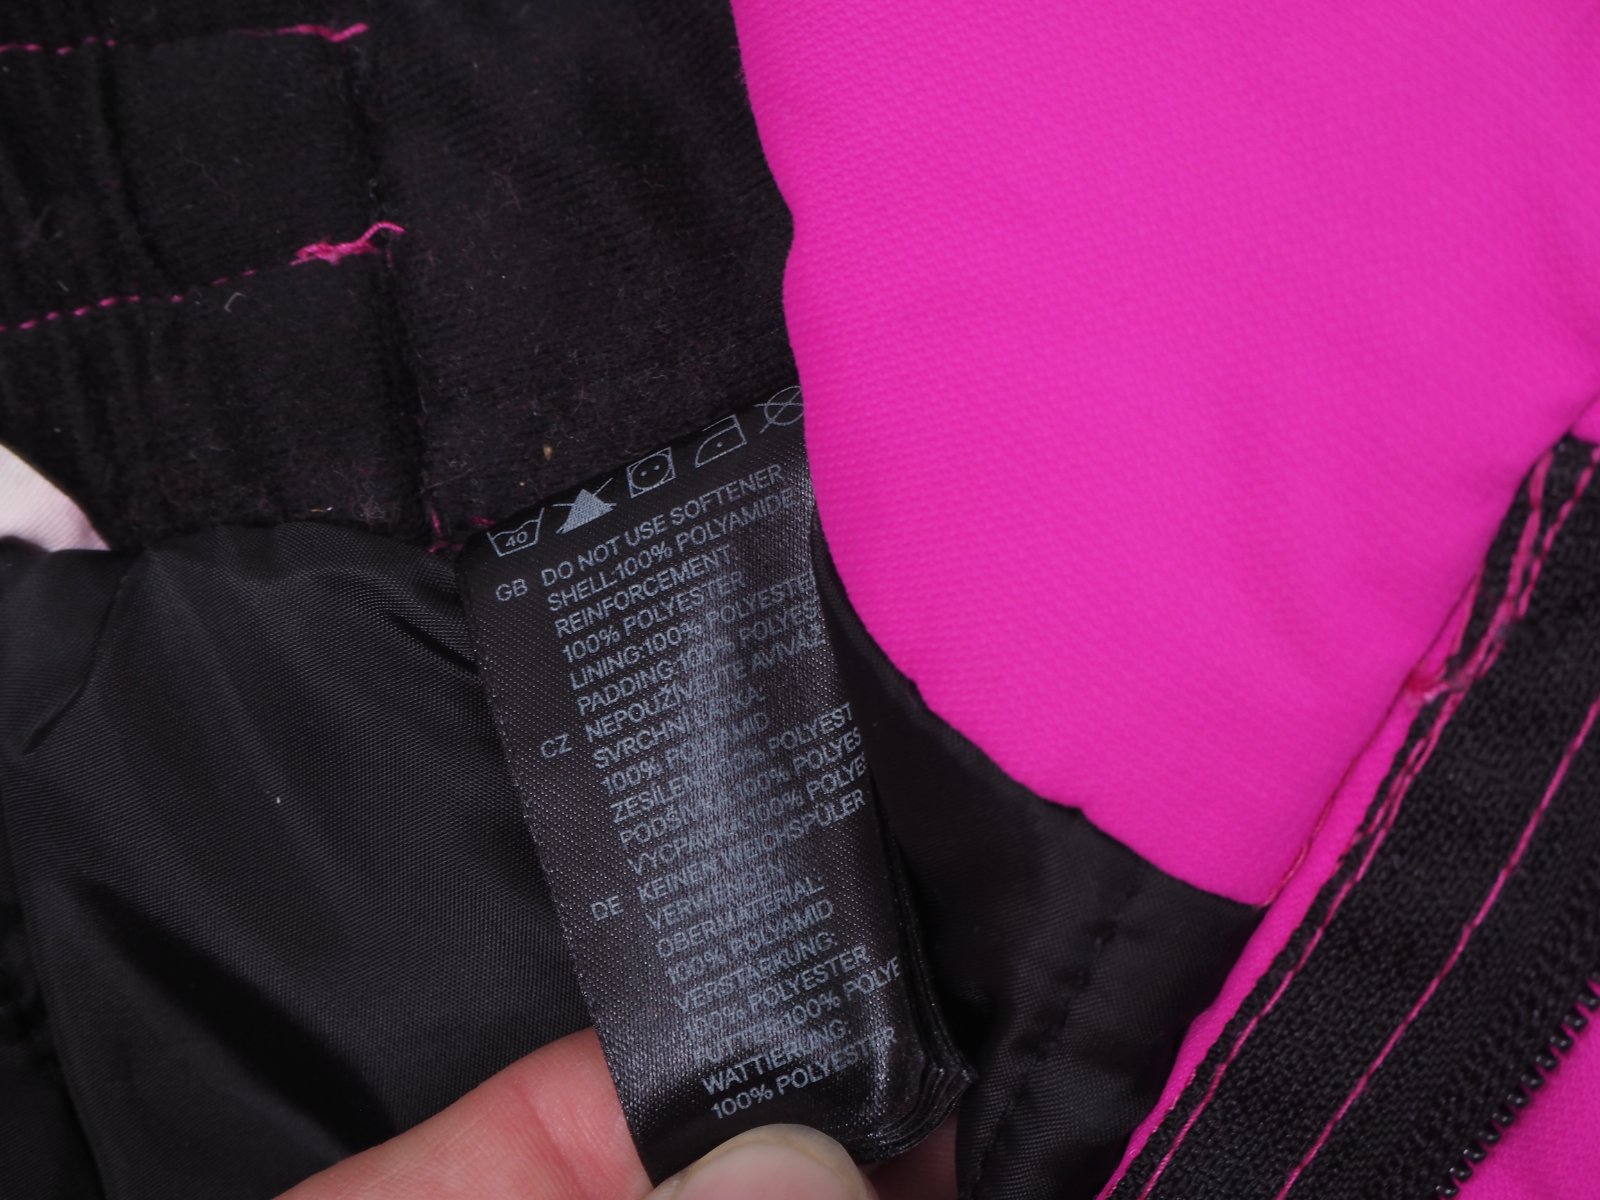 40
GB DO NOT USE SOFTENER
SHELL:100% POLYAMIDE
REINFORCEMENT:
100% POLYESTER
LINING:100% POLYESTE
PADDING:100% POLYES
CZ NEPOUŽÍVEJTE AVIVÁŽ
SVRCHNÍ LÁTKA:
100% POLYAMID
ZESÍLENÍ:100% POLYEST
PODŠÍVKA:100% POLYES
VYCPÁVKA:100% POLYE
DE KEINEN WEICHSPÜLER
VERWENDEN
OBERMATERIAL:
100% POLYAMID
VERSTÄRKUNG:
100% POLYESTER
FUTTER:100% POLYE
WATTIERUNG:
100% POLYESTER